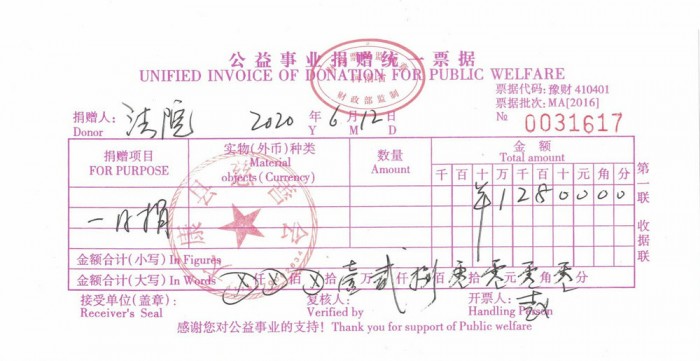 公益事业捐赠统一票据
UNIFIED INVOICE OF DONATION FOR PUBLIC WELFARE
票据代码:豫财 410401
票据批次:MA[2016]
№ 0031617
捐赠人: 法院 2020 年 6 月 12 日
Donor Y M D
捐赠项目 实物(外币)种类 数量 金额
FOR PURPOSE Material objects (Currency) Amount Total amount
千 百 十 万 千 百 十 元 角 分
一日捐 ¥ 1 2 8 0 0 0 0
第一联 收据联
金额合计(小写) In Figures
金额合计(大写) In Words ⊗仟⊗佰⊗拾壹万贰仟捌佰零拾零元零角零分
接受单位(盖章): 复核人: 开票人:
Receiver's Seal Verified by Handling Person
感谢您对公益事业的支持! Thank you for support of Public welfare
财政部监制